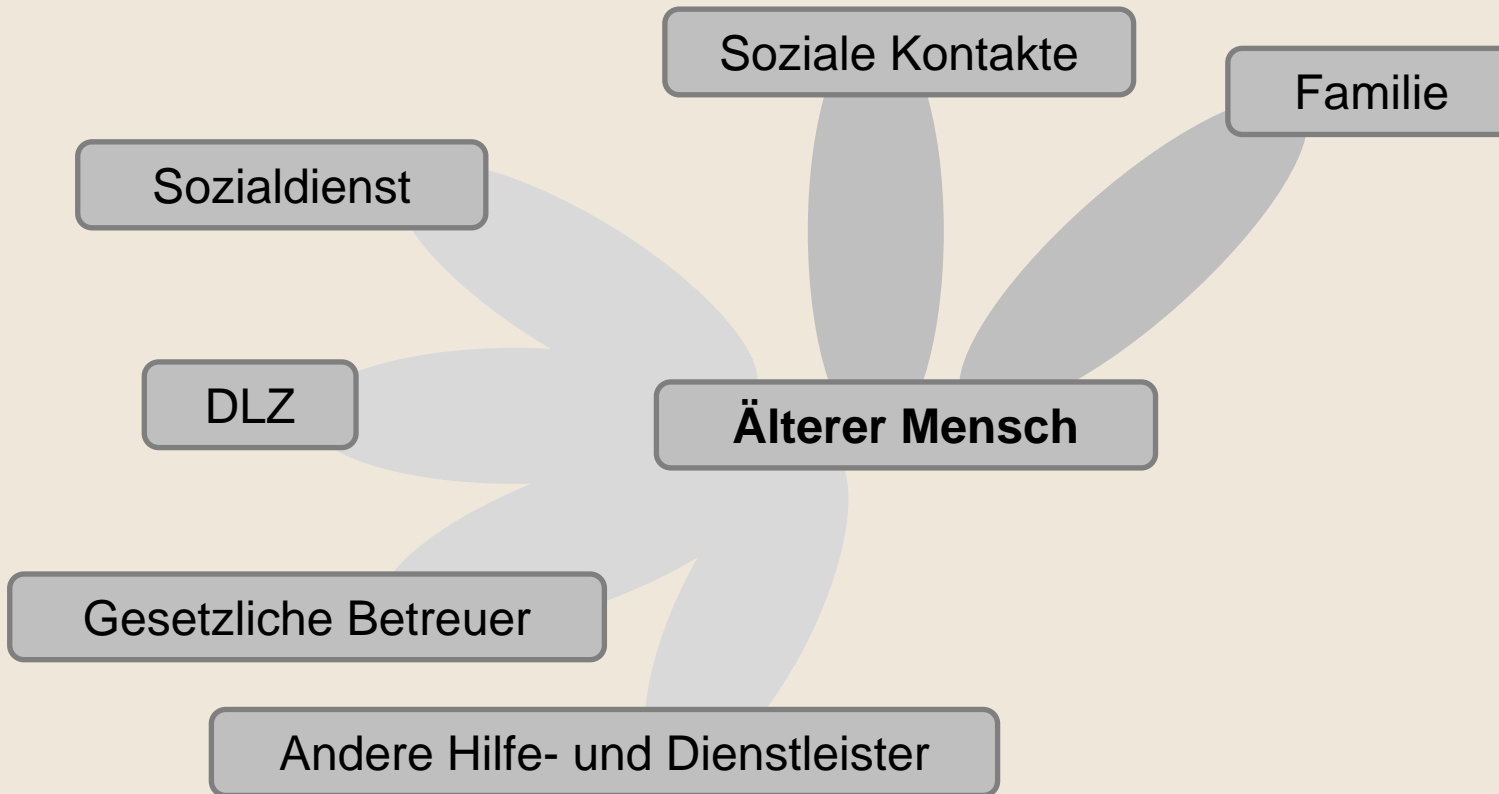 Soziale Kontakte
Familie
Sozialdienst
DLZ
Älterer Mensch
Gesetzliche Betreuer
Andere Hilfe- und Dienstleister